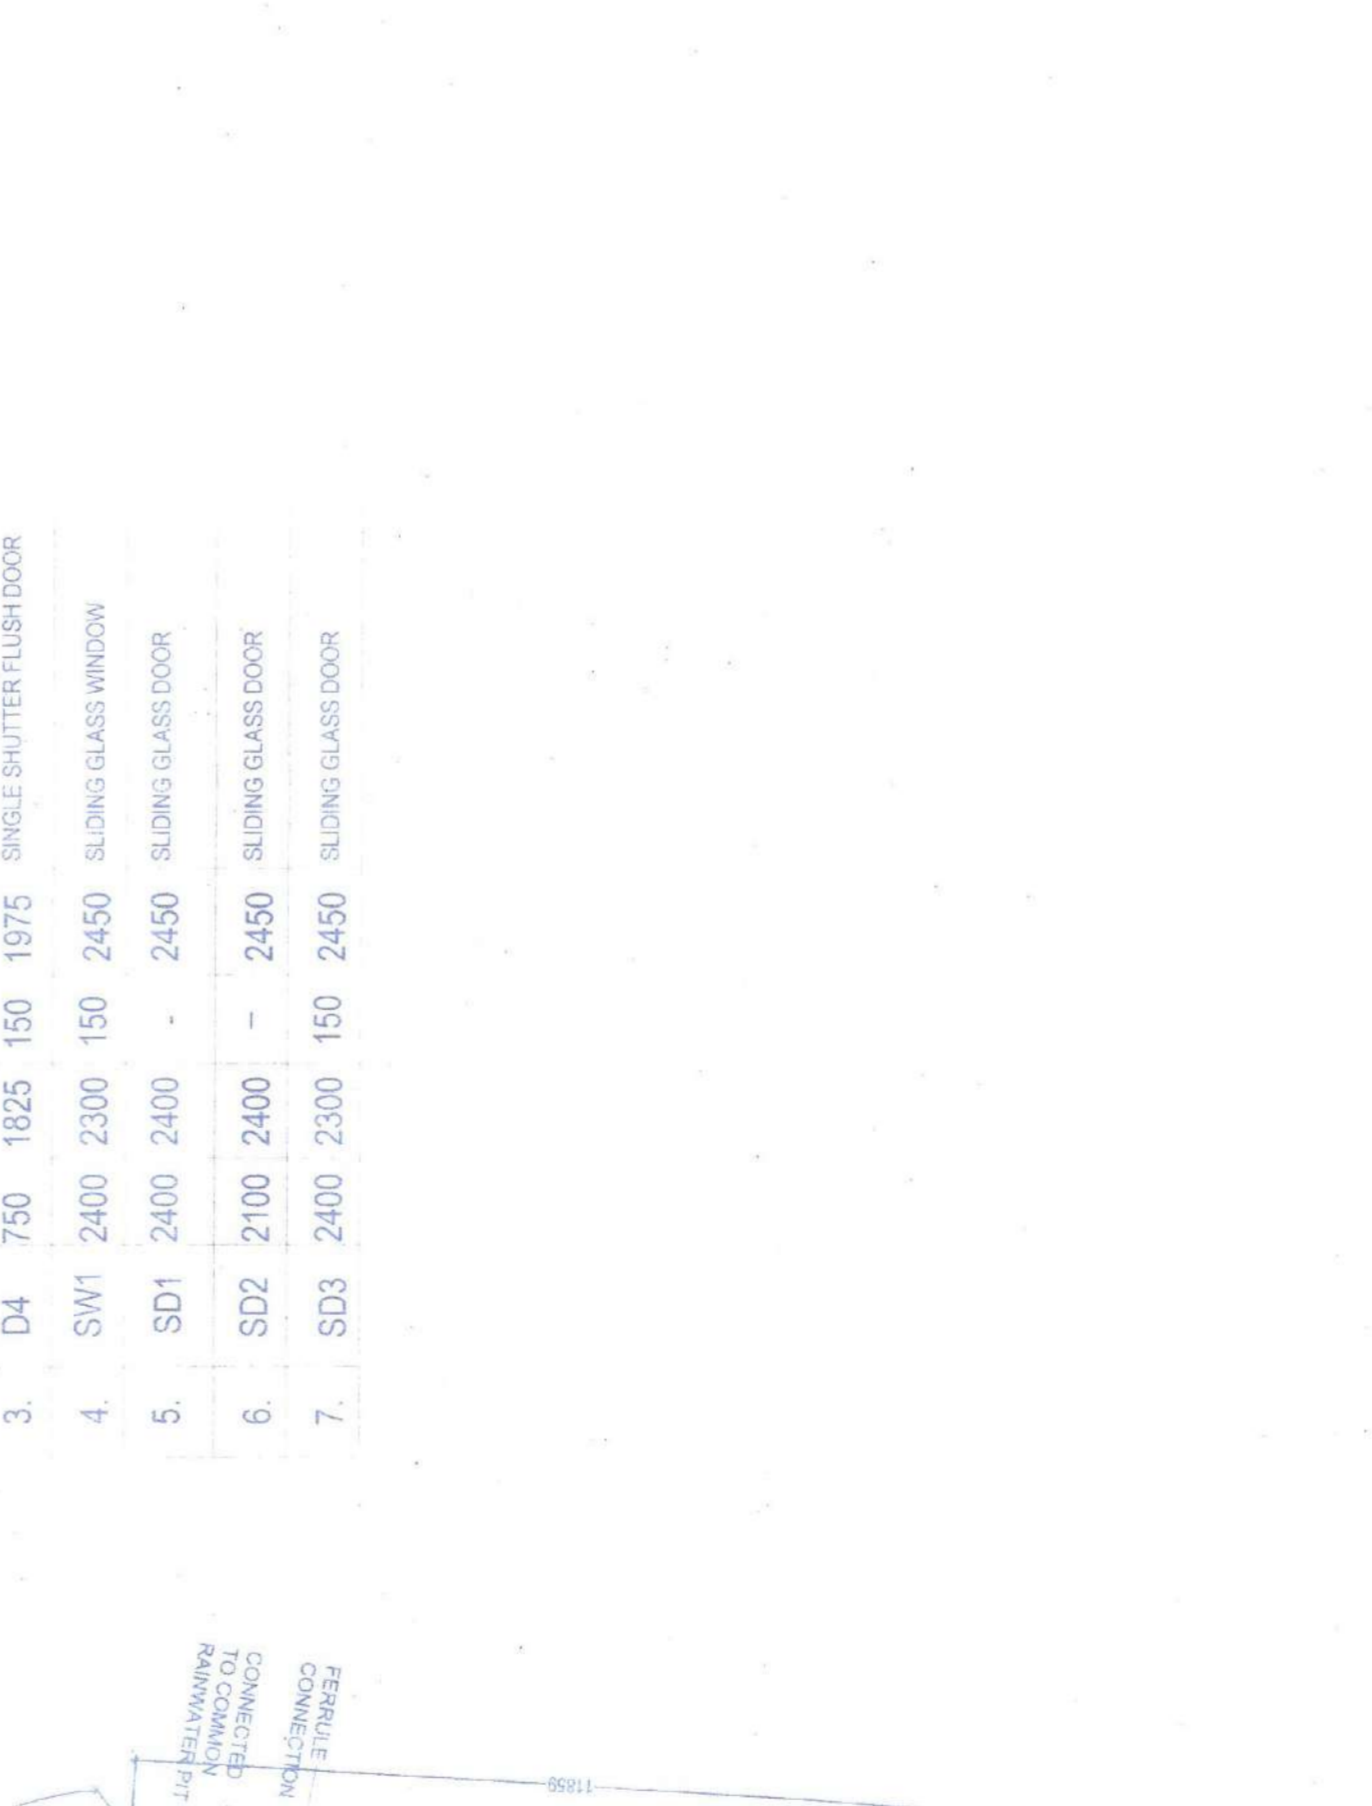 3. D4 750 1825 150 1975 SINGLE SHUTTER FLUSH DOOR
4. SW1 2400 2300 150 2450 SLIDING GLASS WINDOW
5. SD1 2400 2400 - 2450 SLIDING GLASS DOOR
6. SD2 2100 2400 – 2450 SLIDING GLASS DOOR
7. SD3 2400 2300 150 2450 SLIDING GLASS DOOR
FERRULE
CONNECTION
CONNECTED
TO COMMON
RAINWATER PIT
11859